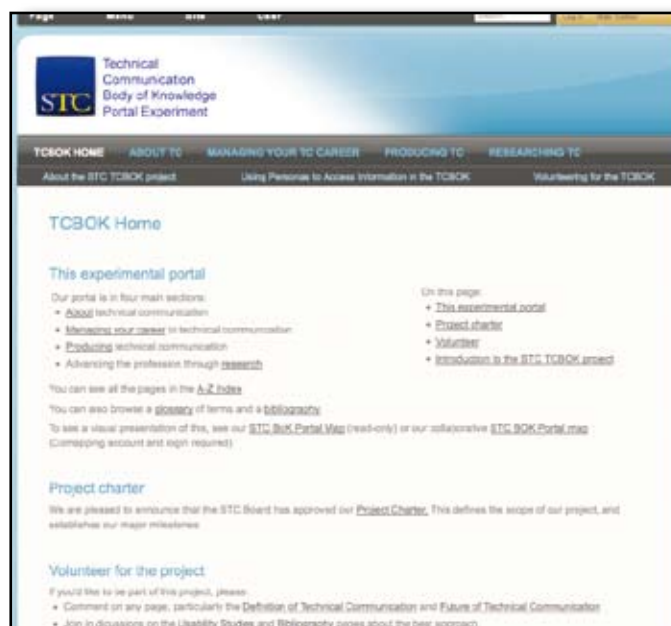 Page Menu Site User
Log in
STC
Technical
Communication
Body of Knowledge
Portal Experiment
TCBOK HOME ABOUT TC MANAGING YOUR TC CAREER PRODUCING TC RESEARCHING TC
About the STC TCBOK project Using Personas to Access Information in the TCBOK Volunteering for the TCBOK
TCBOK Home
This experimental portal
Our portal is in four main sections:
• About technical communication
• Managing your career in technical communication
• Producing technical communication
• Advancing the profession through research
On this page:
• This experimental portal
• Project charter
• Volunteer
• Introduction to the STC TCBOK project
You can see all the pages in the A-Z Index
You can also browse a glossary of terms and a bibliography
To see a visual presentation of this, see our STC BoK Portal Map (read-only) or our collaborative STC BOK Portal map
(Comapping account and login required)
Project charter
We are pleased to announce that the STC Board has approved our Project Charter. This defines the scope of our project, and
establishes our major milestones
Volunteer for the project
If you'd like to be part of this project, please:
• Comment on any page, particularly the Definition of Technical Communication and Future of Technical Communication
• Join in discussions on the Usability Studies and Bibliography pages about the best approach